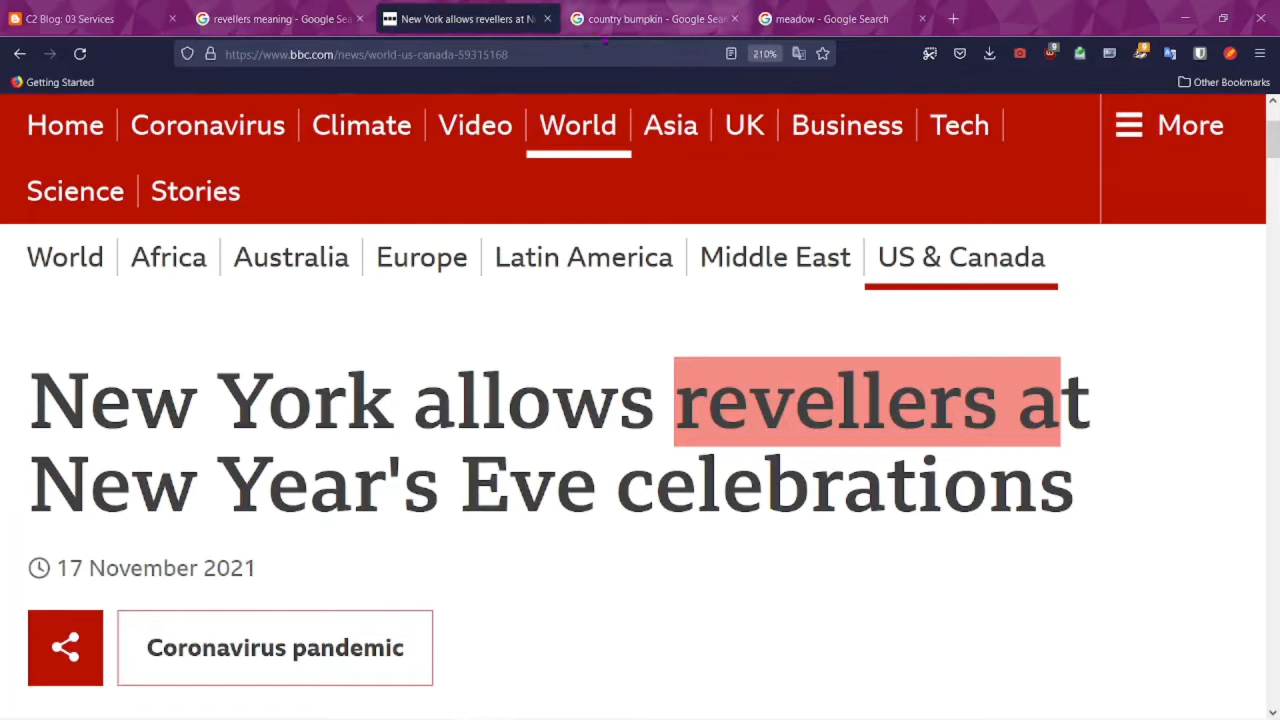 C2 Blog: 03 Services
revellers meaning - Google Sea
New York allows revellers at N
country bumpkin - Google Sear
meadow - Google Search
https://www.bbc.com/news/world-us-canada-59315168
210%
9
9
Getting Started
Other Bookmarks
Home Coronavirus Climate Video World Asia UK Business Tech
More
Science Stories
World Africa Australia Europe Latin America Middle East US & Canada
New York allows revellers at
New Year's Eve celebrations
17 November 2021
Coronavirus pandemic